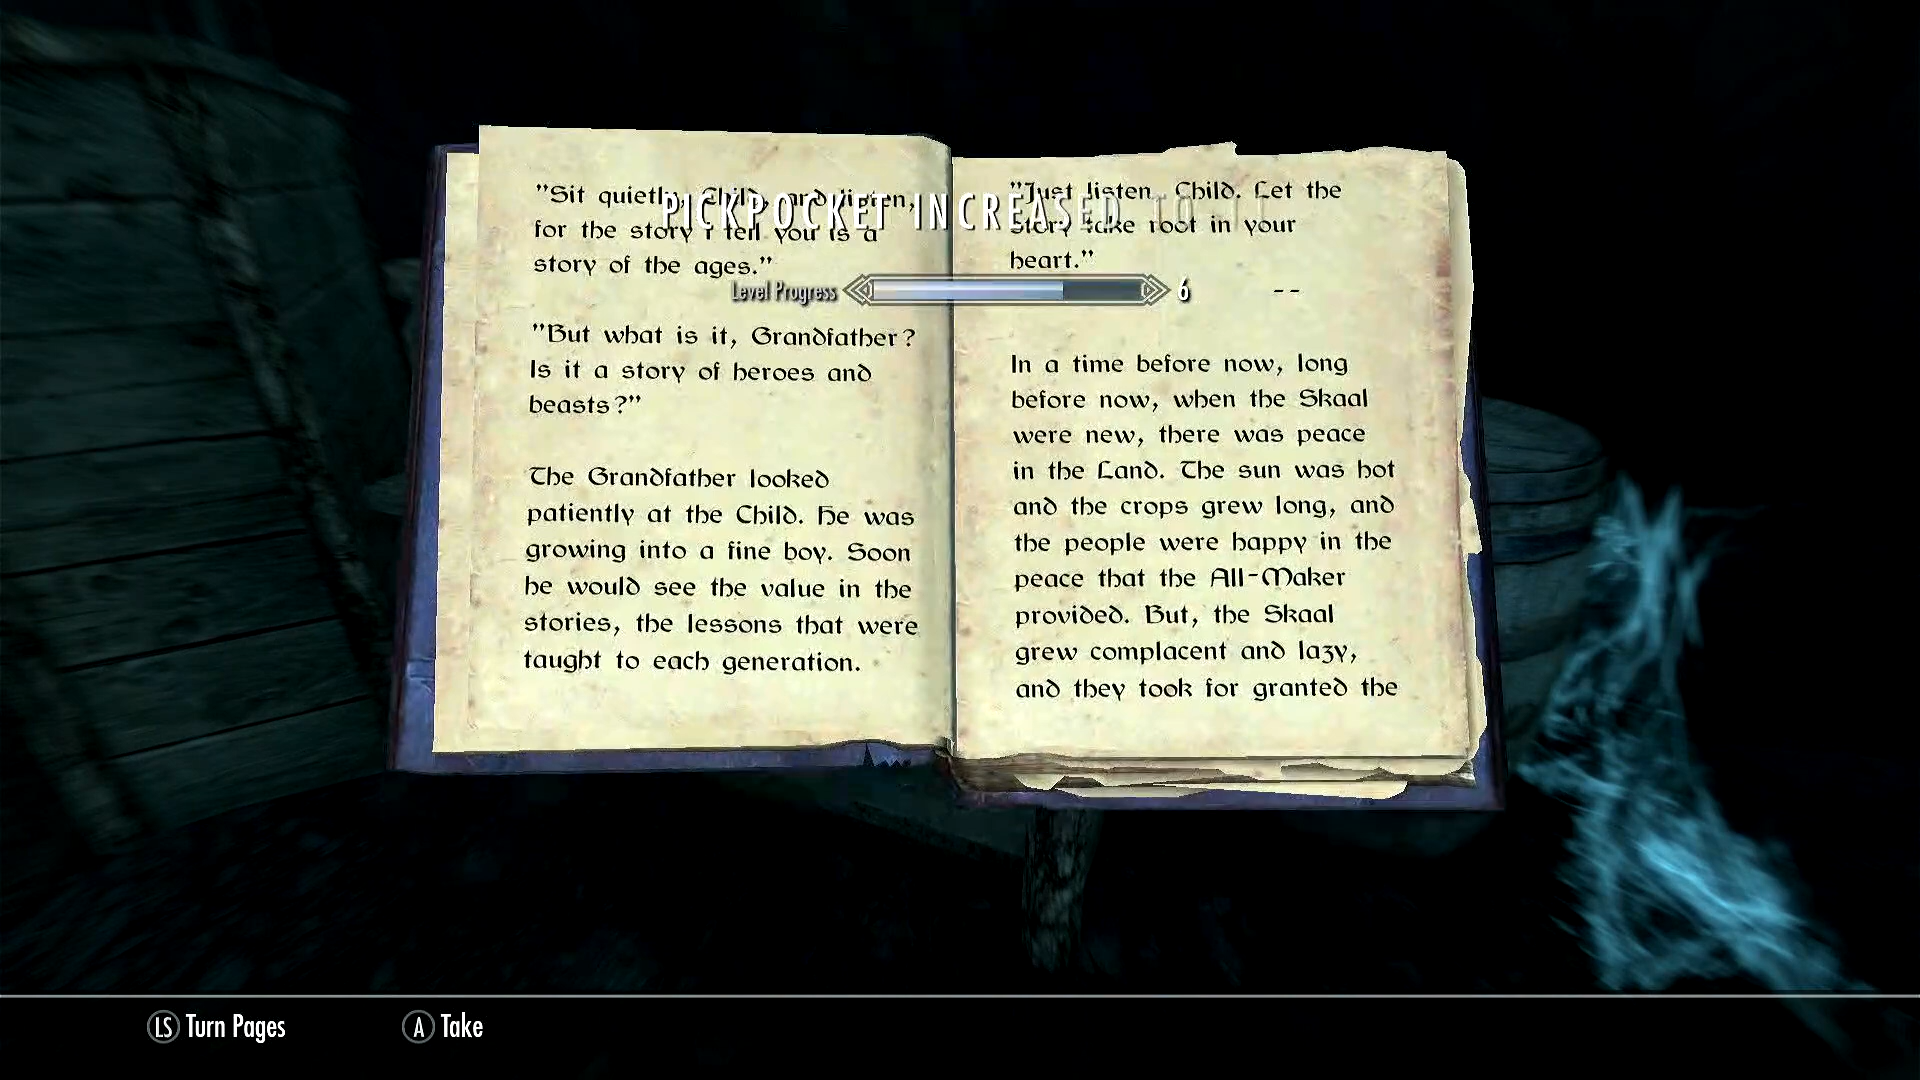 "Sit quietly, Child, and listen,
for the story I tell you is a
story of the ages."
"But what is it, Grandfather?
Is it a story of heroes and
beasts?"
The Grandfather looked
patiently at the Child. He was
growing into a fine boy. Soon
he would see the value in the
stories, the lessons that were
taught to each generation.
"Just listen, Child. Let the
story take root in your
heart."
--
In a time before now, long
before now, when the Skaal
were new, there was peace
in the Land. The sun was hot
and the crops grew long, and
the people were happy in the
peace that the All-Maker
provided. But, the Skaal
grew complacent and lazy,
and they took for granted the
PICKPOCKET INCREASED TO
Level Progress 6
LS Turn Pages
A Take